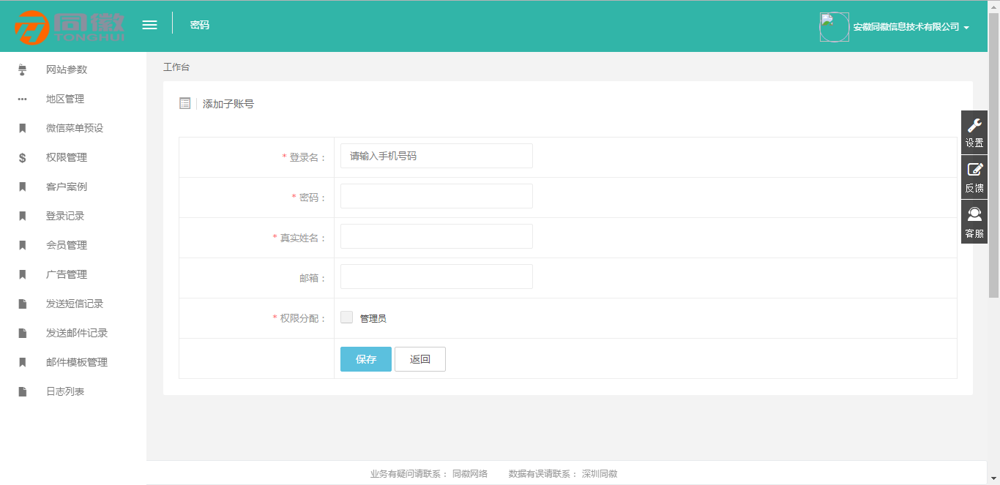 同徽
TONGHUI
密码
安徽同徽信息技术有限公司
网站参数
地区管理
微信菜单预设
权限管理
客户案例
登录记录
会员管理
广告管理
发送短信记录
发送邮件记录
邮件模板管理
日志列表
工作台
添加子账号
* 登录名：
请输入手机号码
* 密码：
* 真实姓名：
邮箱：
* 权限分配：
管理员
保存 返回
设置
反馈
客服
业务有疑问请联系： 同徽网络 数据有误请联系： 深圳同徽